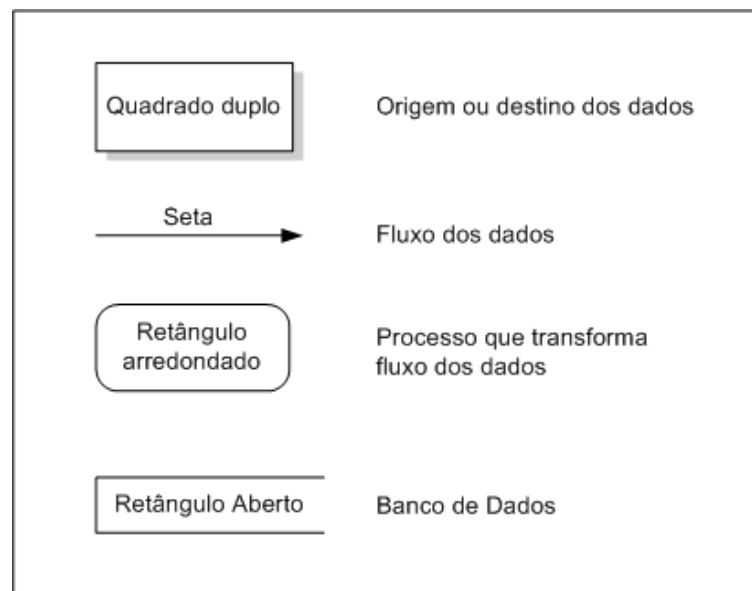 Quadrado duplo
Origem ou destino dos dados
Seta
Fluxo dos dados
Retângulo
arredondado
Processo que transforma
fluxo dos dados
Retângulo Aberto
Banco de Dados